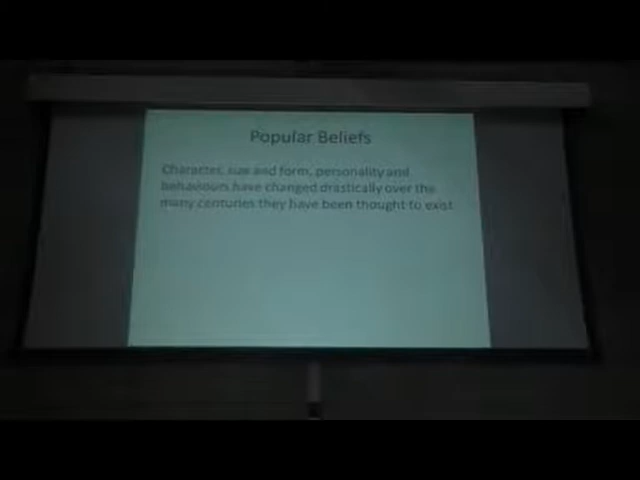 Popular Beliefs
Character, size and form, personality and
behaviours have changed drastically over the
many centuries they have been thought to exist